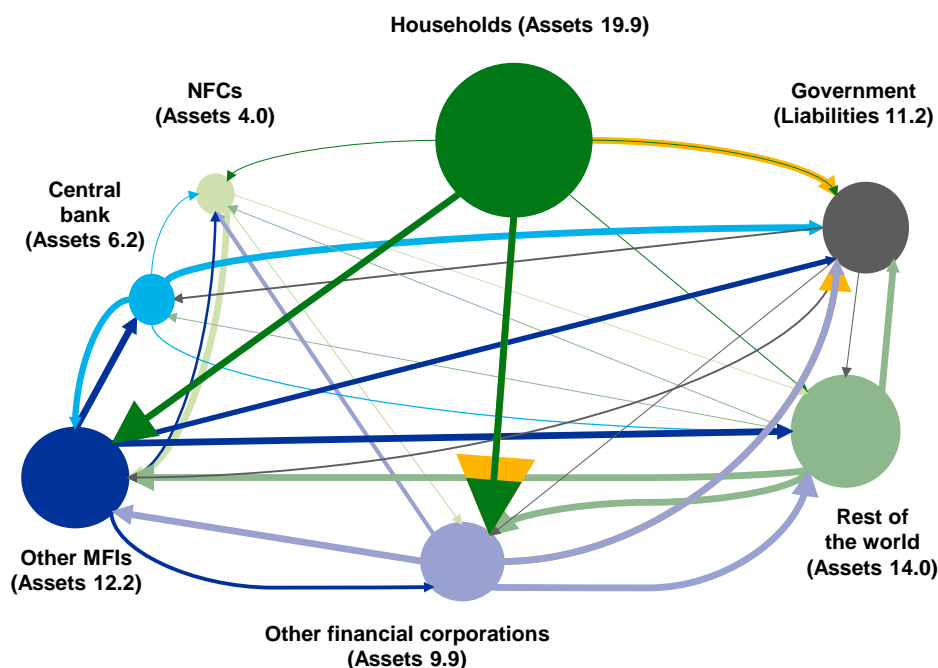 Households (Assets 19.9)
NFCs
(Assets 4.0)
Government
(Liabilities 11.2)
Central
bank
(Assets 6.2)
Rest of
the world
(Assets 14.0)
Other MFIs
(Assets 12.2)
Other financial corporations
(Assets 9.9)